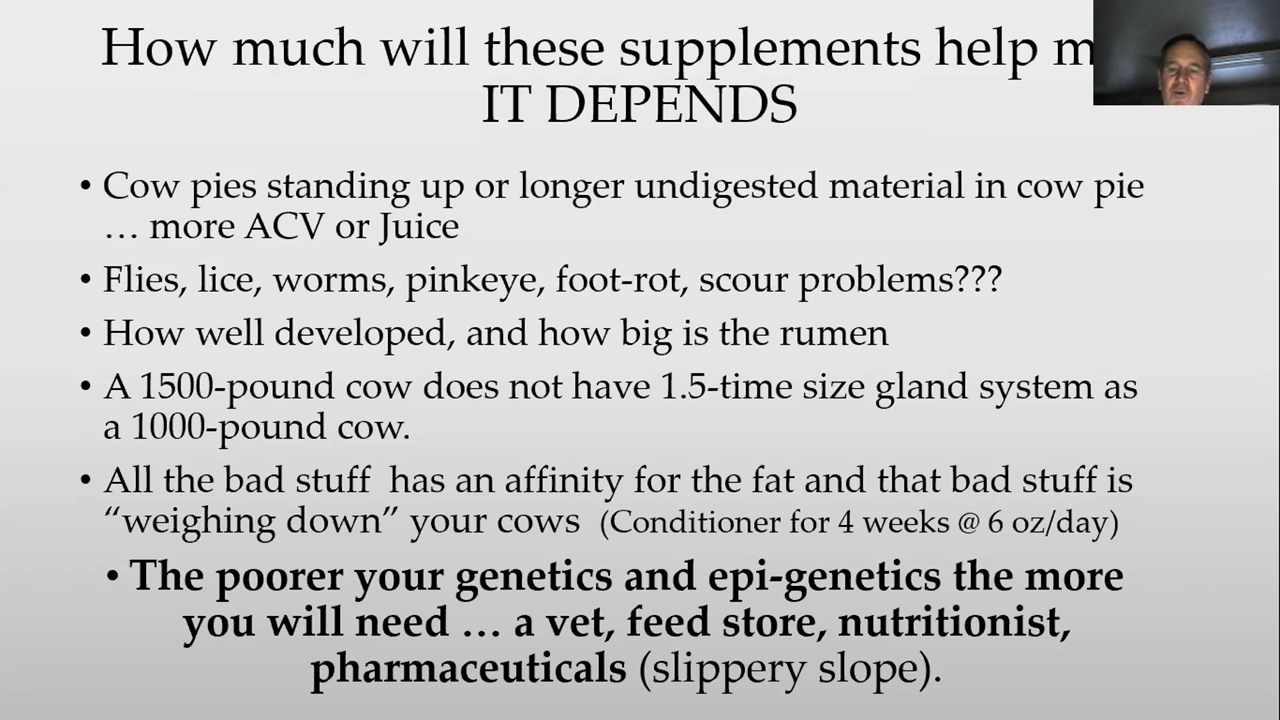 How much will these supplements help m
IT DEPENDS
• Cow pies standing up or longer undigested material in cow pie
… more ACV or Juice
• Flies, lice, worms, pinkeye, foot-rot, scour problems???
• How well developed, and how big is the rumen
• A 1500-pound cow does not have 1.5-time size gland system as
a 1000-pound cow.
• All the bad stuff  has an affinity for the fat and that bad stuff is
“weighing down” your cows  (Conditioner for 4 weeks @ 6 oz/day)
• The poorer your genetics and epi-genetics the more
you will need … a vet, feed store, nutritionist,
pharmaceuticals (slippery slope).